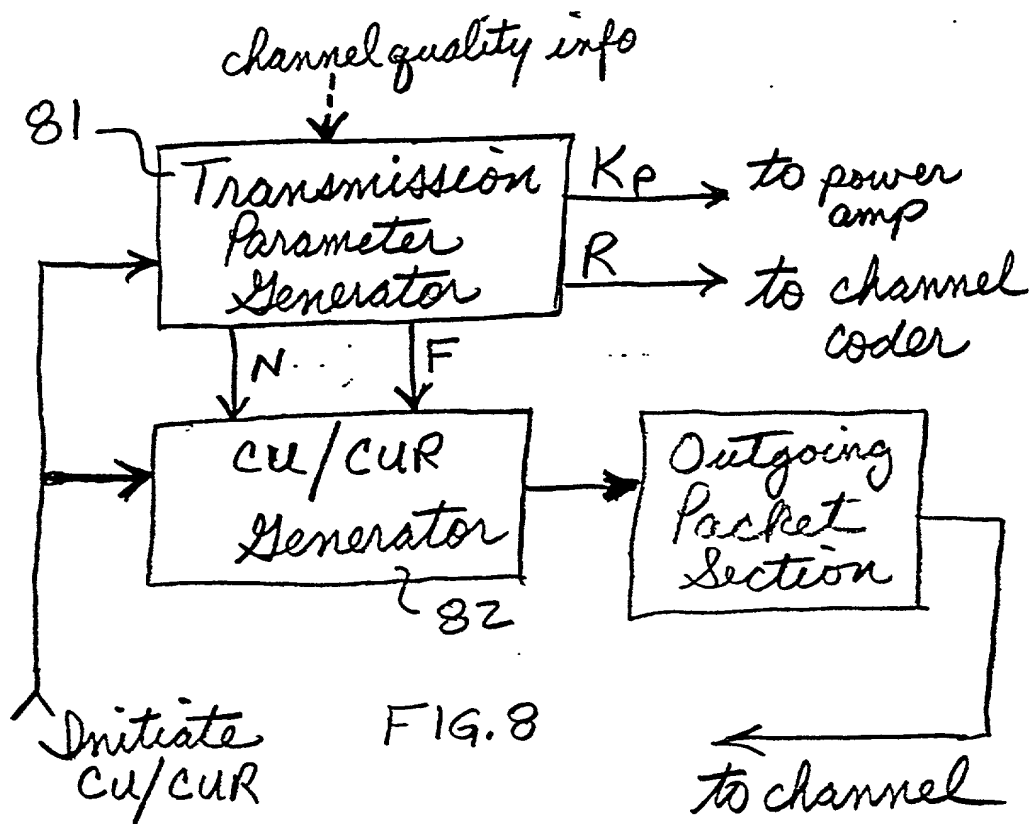 channel quality info
81
Transmission
Parameter
Generator
Kp
to power
amp
R
to channel
coder
N
F
CU/CUR
Generator
82
Outgoing
Packet
Section
Initiate
CU/CUR
FIG. 8
to channel